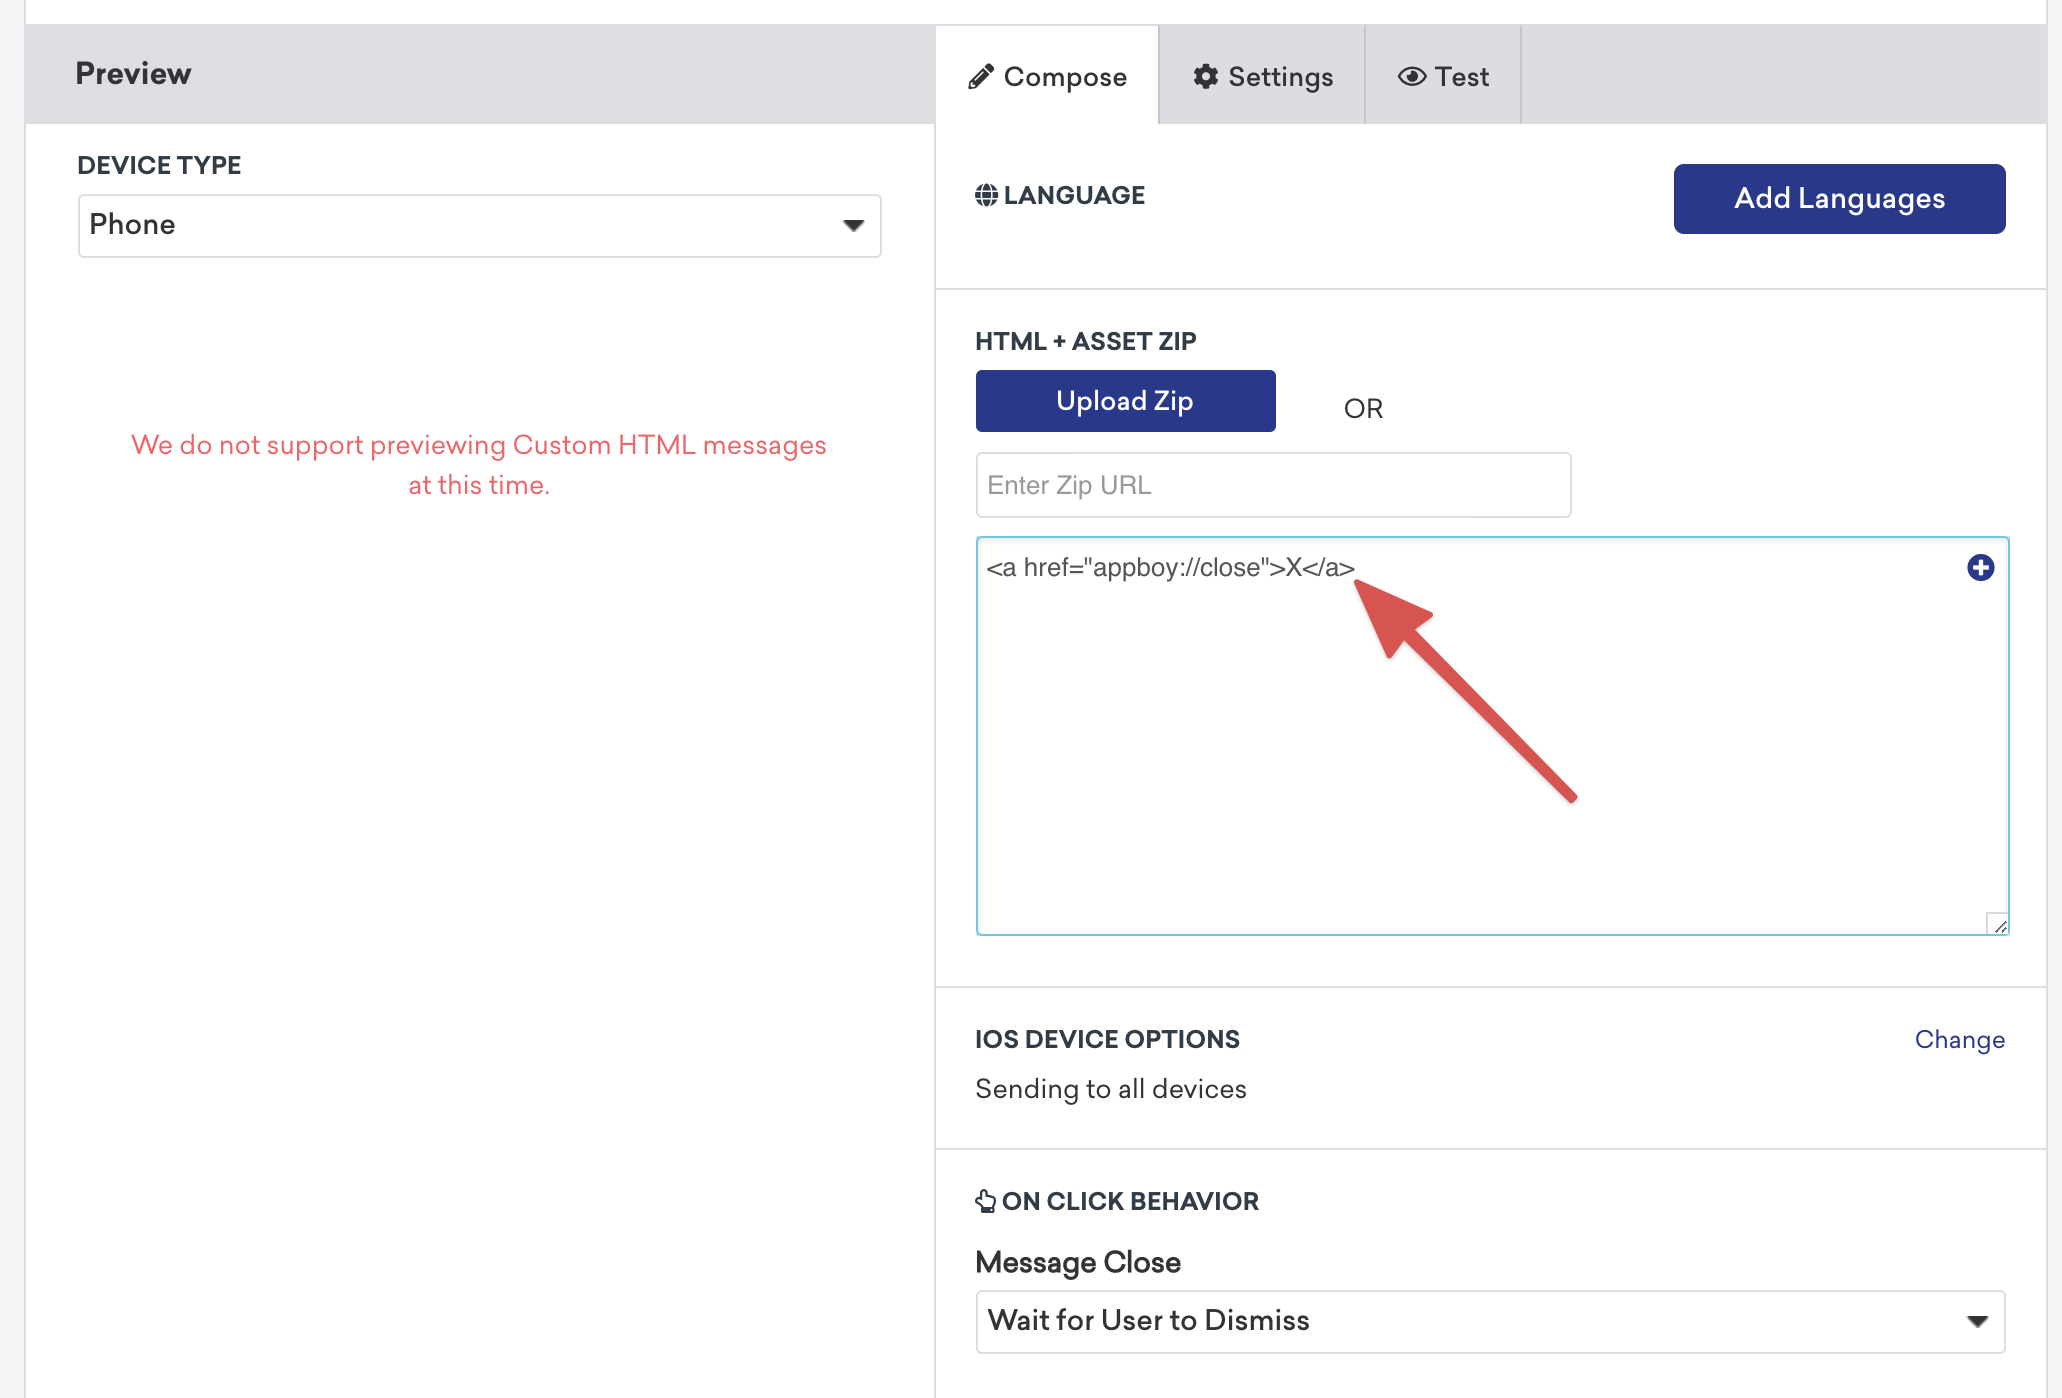 Preview
Compose
Settings
Test
DEVICE TYPE
Phone
We do not support previewing Custom HTML messages
at this time.
LANGUAGE
Add Languages
HTML + ASSET ZIP
Upload Zip
OR
Enter Zip URL
<a href="appboy://close">X</a>
IOS DEVICE OPTIONS
Change
Sending to all devices
ON CLICK BEHAVIOR
Message Close
Wait for User to Dismiss